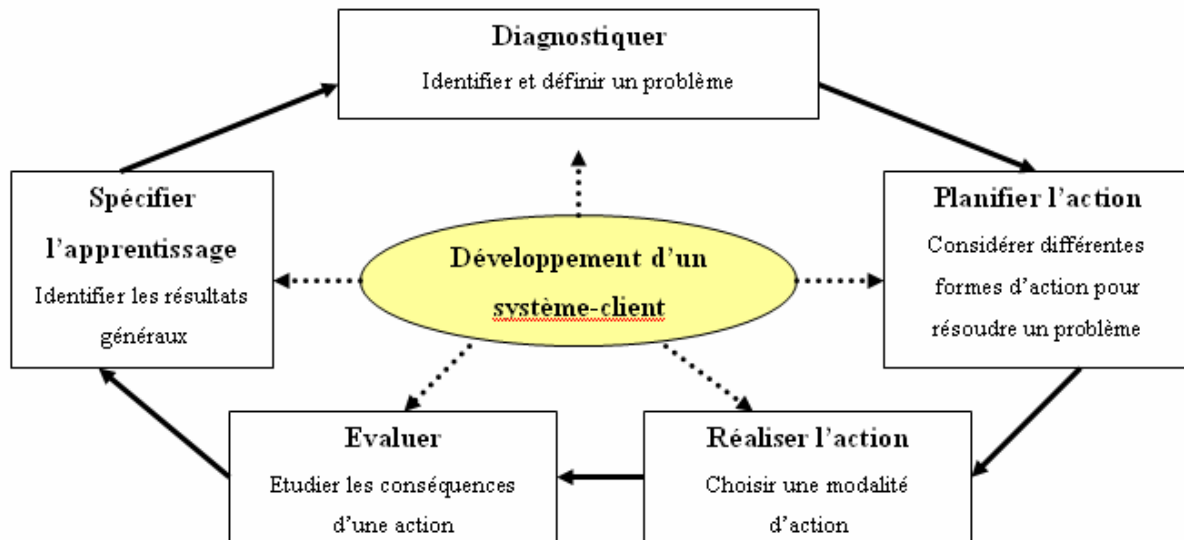 Diagnostiquer
Identifier et définir un problème
Spécifier
l'apprentissage
Identifier les résultats
généraux
Développement d'un
système-client
Planifier l'action
Considérer différentes
formes d'action pour
résoudre un problème
Evaluer
Etudier les conséquences
d'une action
Réaliser l'action
Choisir une modalité
d'action